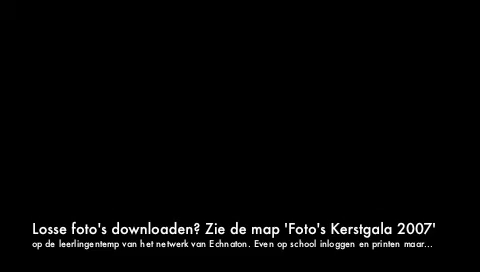 Losse foto's downloaden? Zie de map 'Foto's Kerstgala 2007'
op de leerlingentemp van het netwerk van Echnaton. Even op school inloggen en printen maar...